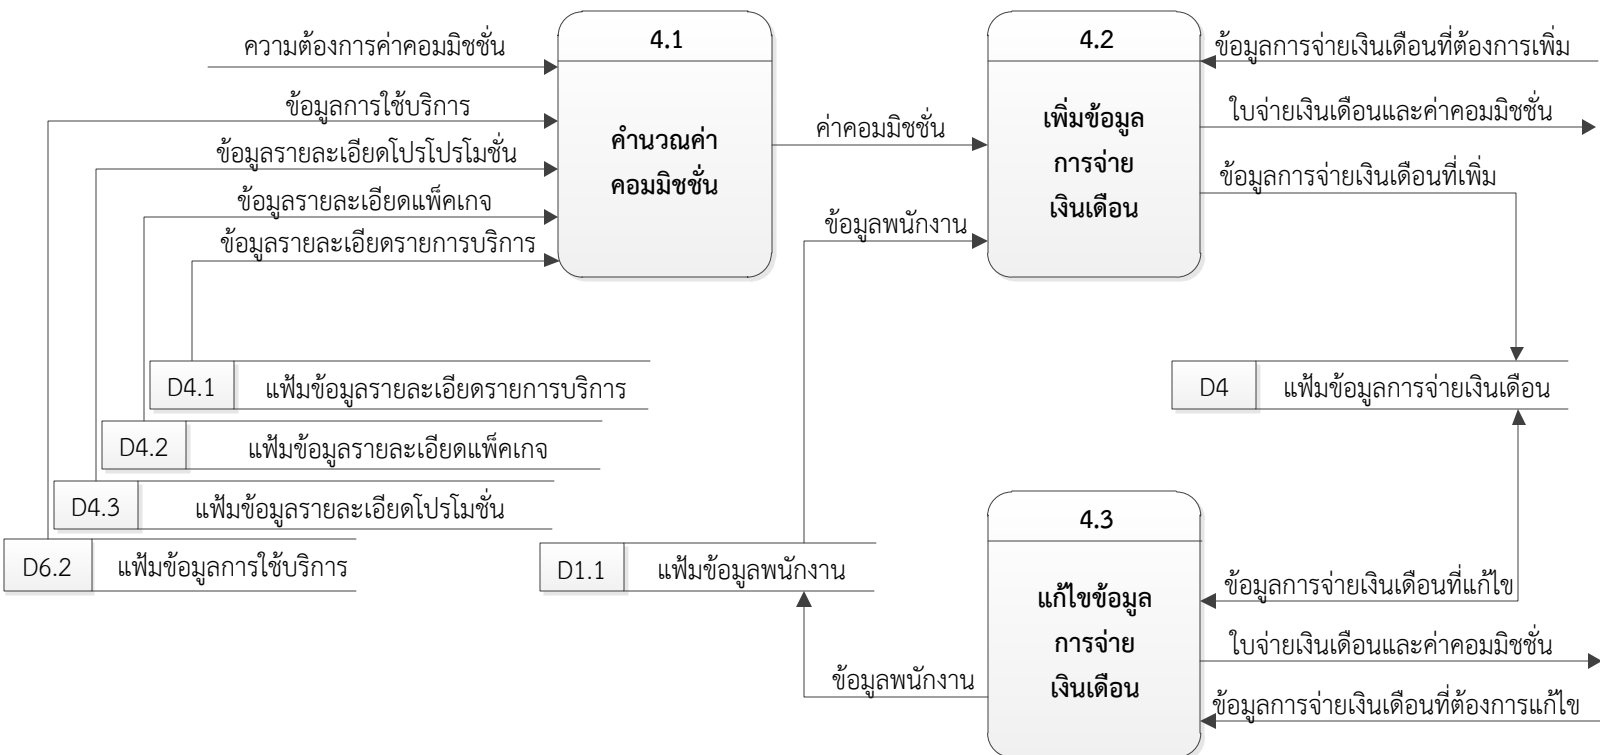 4.1
4.2
ความต้องการค่าคอมมิชชั่น
ข้อมูลการจ่ายเงินเดือนที่ต้องการเพิ่ม
ข้อมูลการใช้บริการ
ใบจ่ายเงินเดือนและค่าคอมมิชชั่น
คำนวณค่า
คอมมิชชั่น
ค่าคอมมิชชั่น
เพิ่มข้อมูล
การจ่าย
เงินเดือน
ข้อมูลรายละเอียดโปรโปรโมชั่น
ข้อมูลการจ่ายเงินเดือนที่เพิ่ม
ข้อมูลรายละเอียดแพ็คเกจ
ข้อมูลพนักงาน
ข้อมูลรายละเอียดรายการบริการ
D4.1 แฟ้มข้อมูลรายละเอียดรายการบริการ
D4 แฟ้มข้อมูลการจ่ายเงินเดือน
D4.2 แฟ้มข้อมูลรายละเอียดแพ็คเกจ
D4.3 แฟ้มข้อมูลรายละเอียดโปรโมชั่น
4.3
D6.2 แฟ้มข้อมูลการใช้บริการ
D1.1 แฟ้มข้อมูลพนักงาน
แก้ไขข้อมูล
การจ่าย
เงินเดือน
ข้อมูลการจ่ายเงินเดือนที่แก้ไข
ใบจ่ายเงินเดือนและค่าคอมมิชชั่น
ข้อมูลพนักงาน
ข้อมูลการจ่ายเงินเดือนที่ต้องการแก้ไข